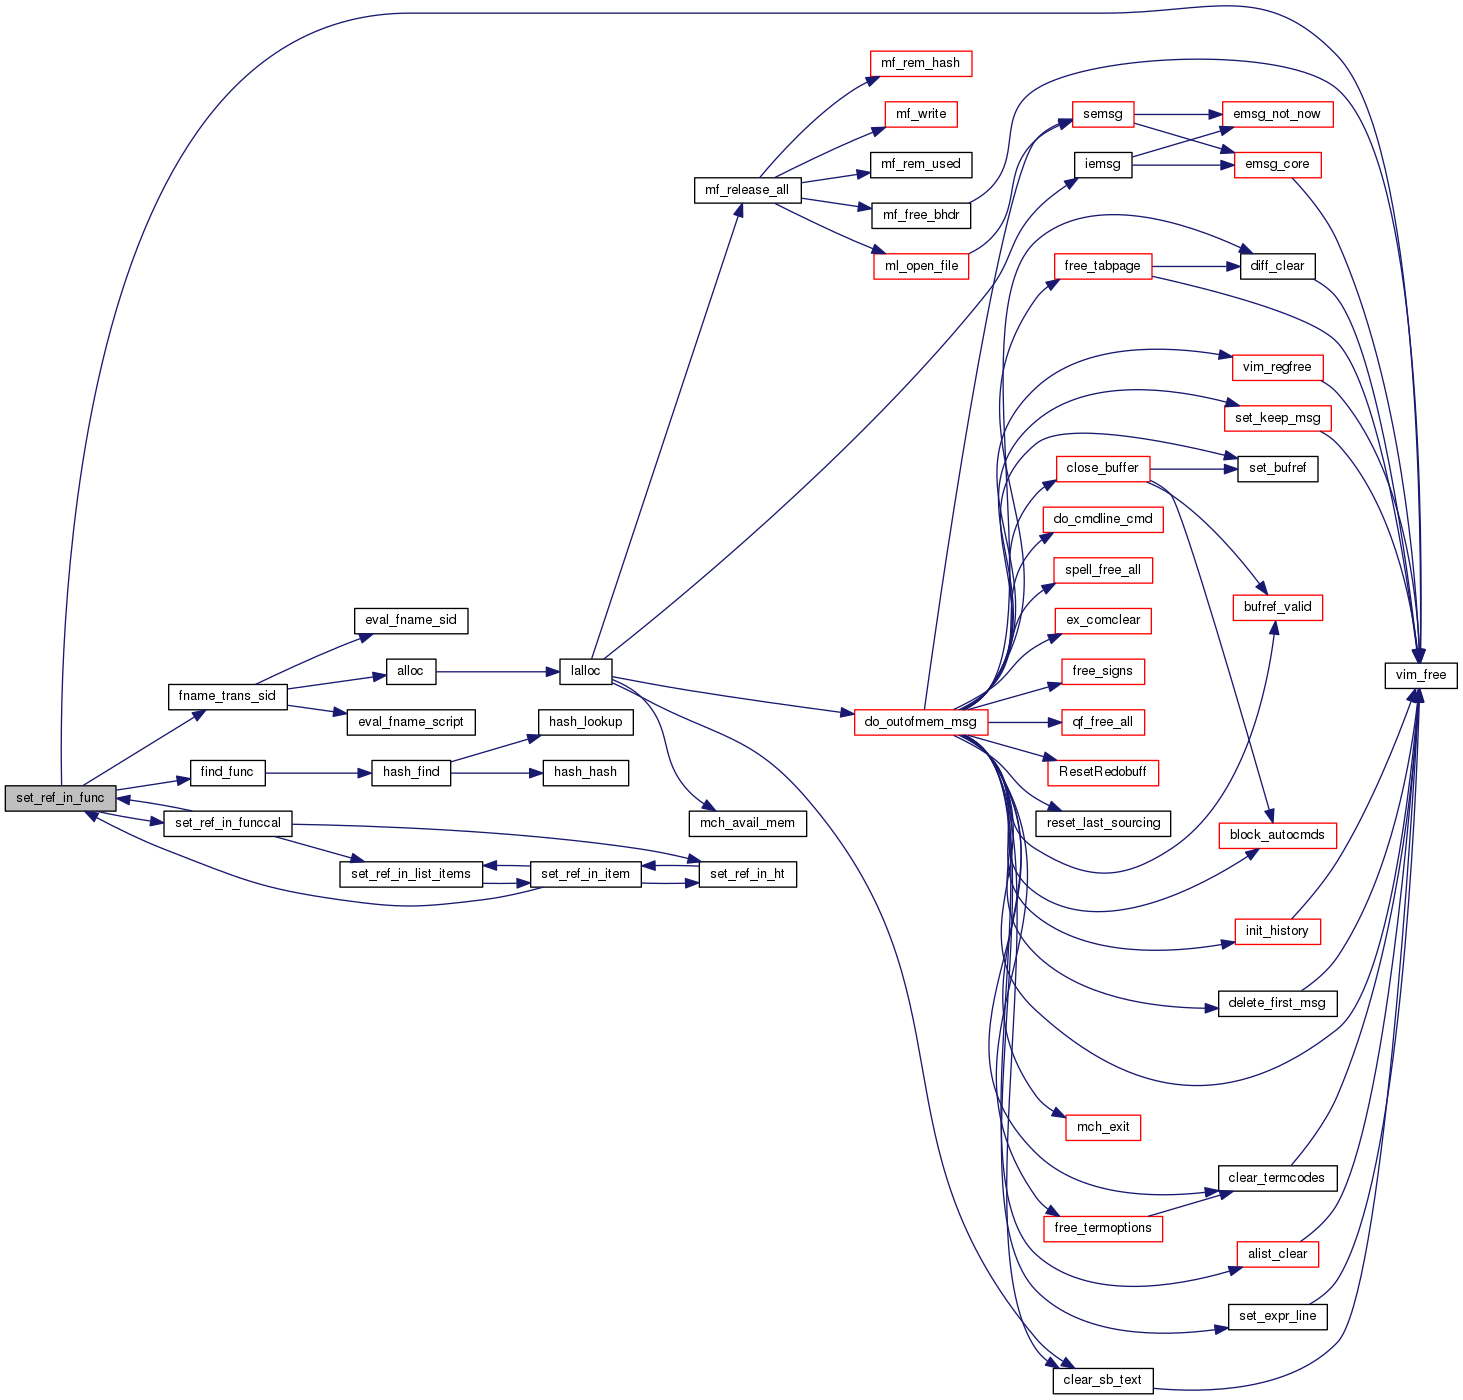 set_ref_in_func
fname_trans_sid
find_func
set_ref_in_funccal
eval_fname_sid
alloc
eval_fname_script
hash_find
set_ref_in_list_items
hash_lookup
hash_hash
set_ref_in_item
lalloc
mf_release_all
mch_avail_mem
set_ref_in_ht
mf_rem_hash
mf_write
mf_rem_used
mf_free_bhdr
ml_open_file
do_outofmem_msg
semsg
iemsg
free_tabpage
close_buffer
do_cmdline_cmd
spell_free_all
ex_comclear
free_signs
qf_free_all
ResetRedobuff
reset_last_sourcing
mch_exit
free_termoptions
clear_sb_text
emsg_not_now
emsg_core
diff_clear
vim_regfree
set_keep_msg
set_bufref
bufref_valid
block_autocmds
init_history
delete_first_msg
clear_termcodes
alist_clear
set_expr_line
vim_free